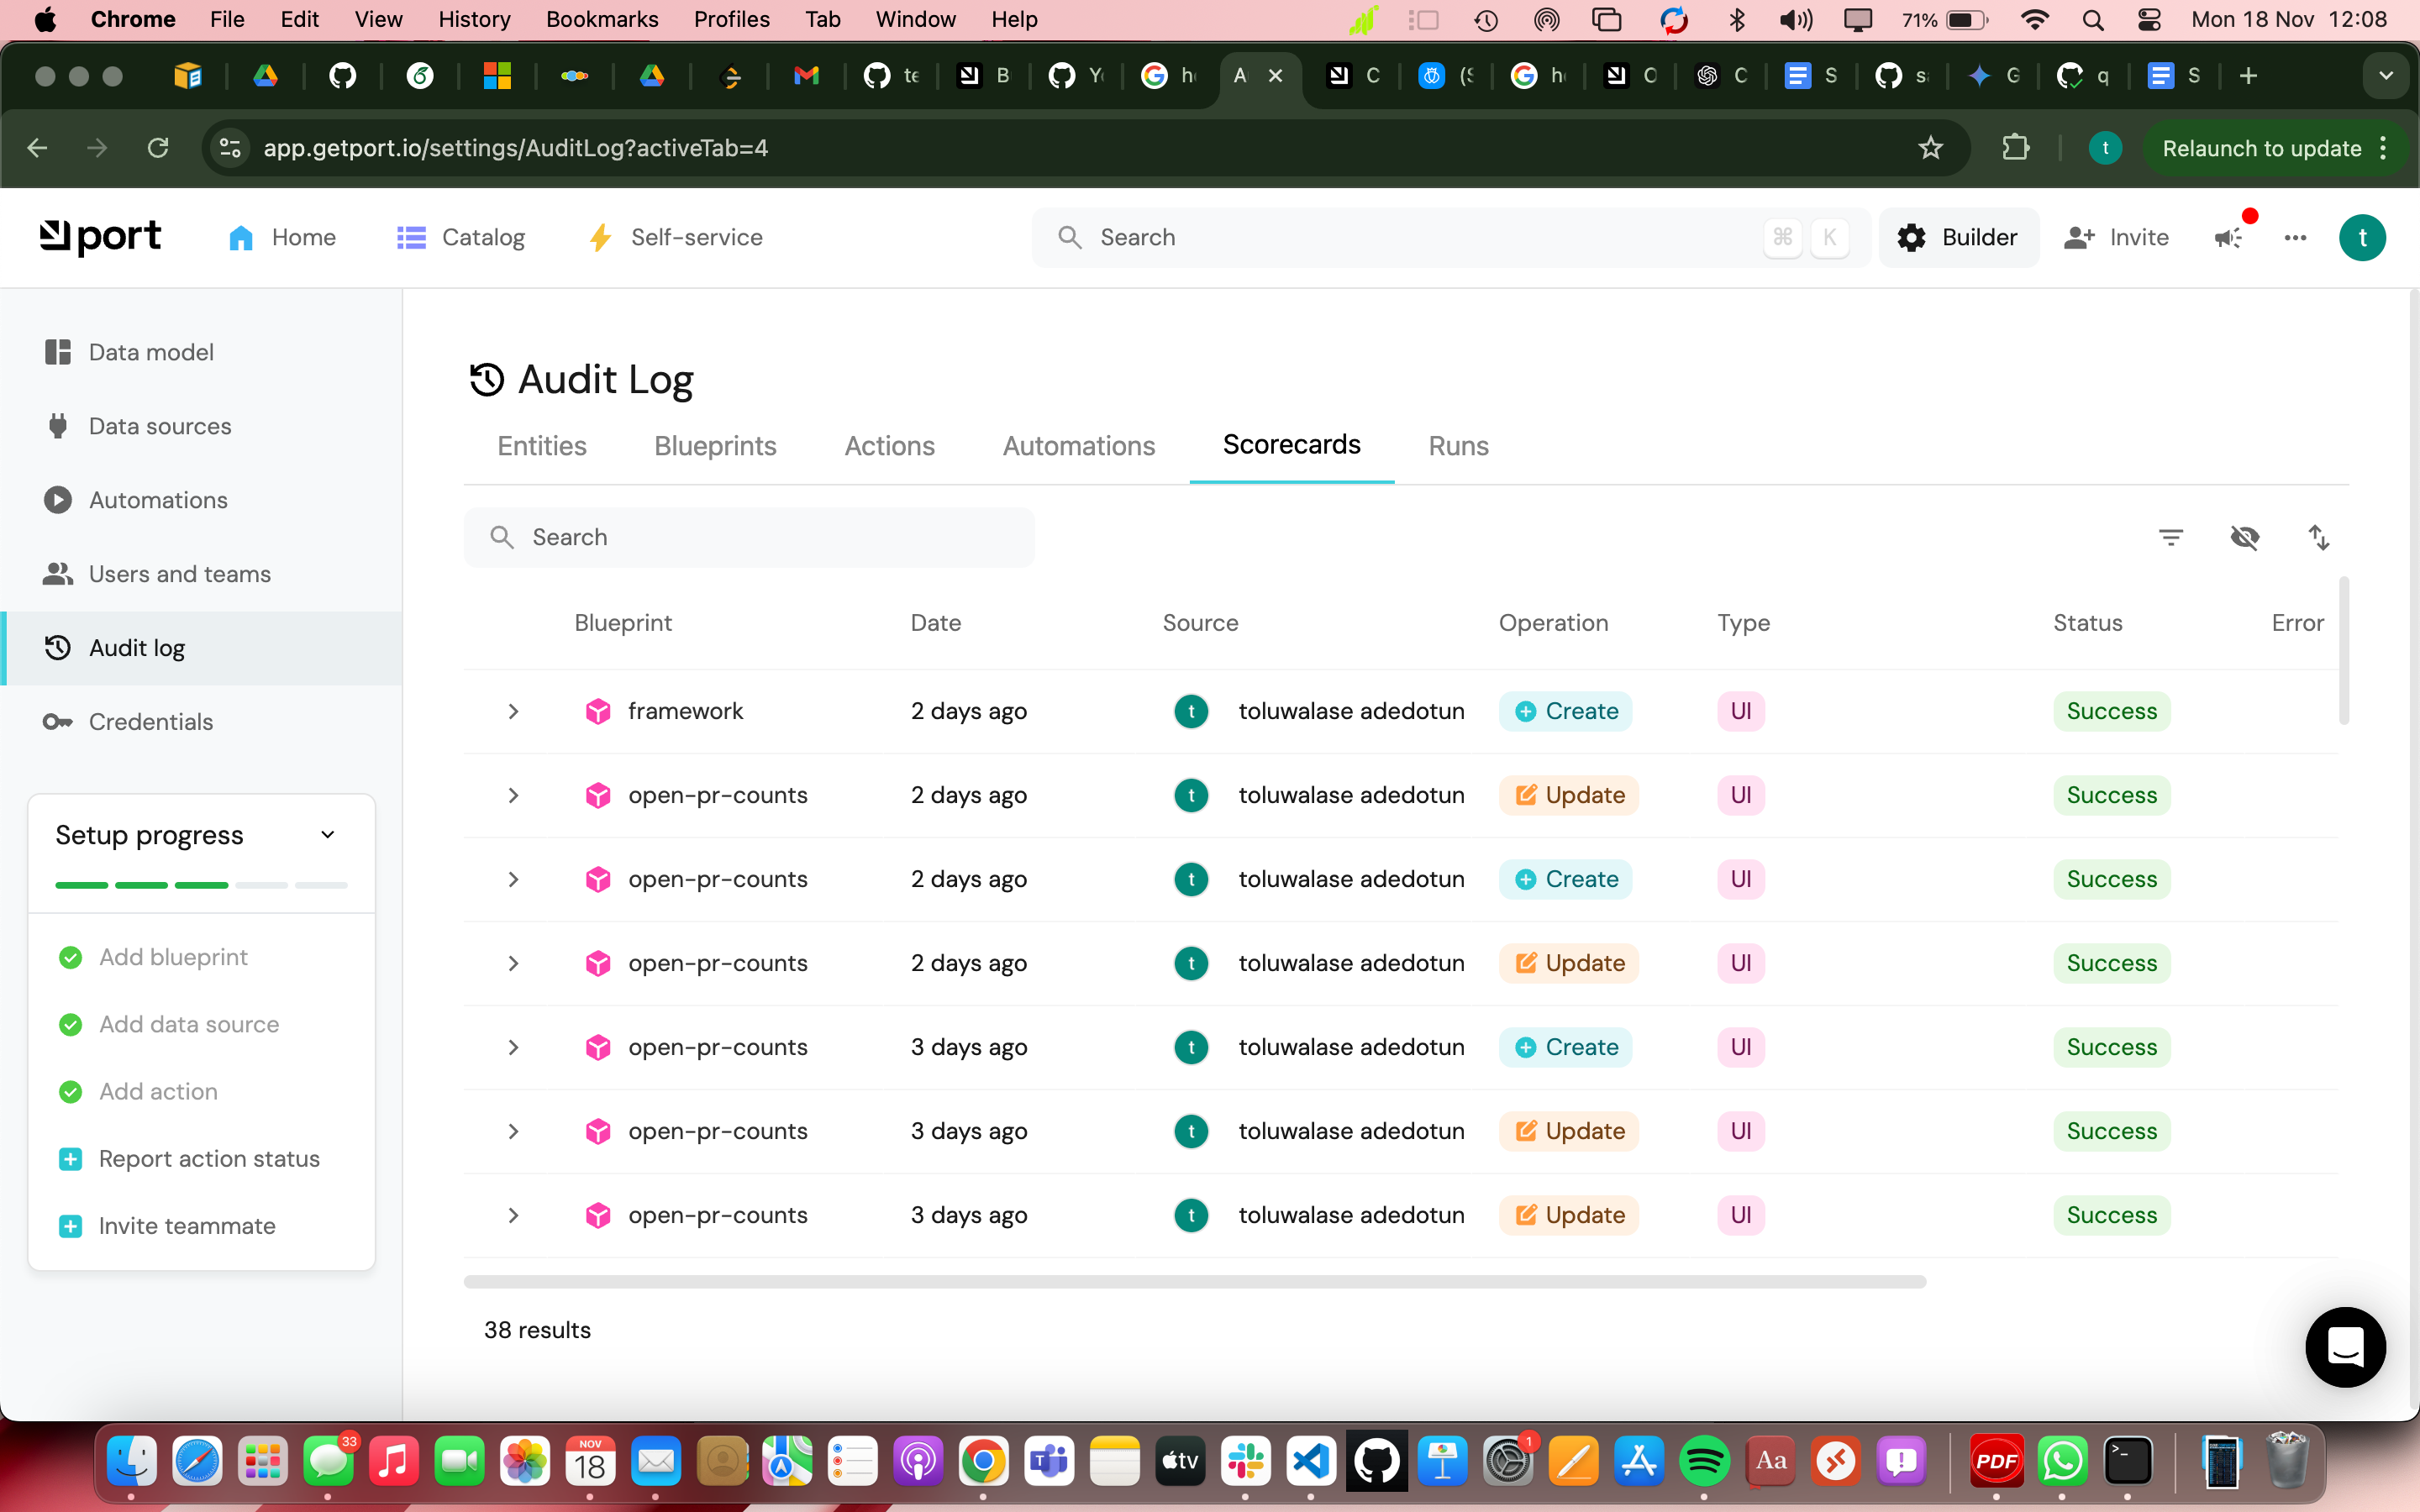 Chrome File Edit View History Bookmarks Profiles Tab Window Help 71% Mon 18 Nov 12:08
te B Yo h A C (S h O C S s G q S
app.getport.io/settings/AuditLog?activeTab=4 t Relaunch to update
port Home Catalog Self-service Search ⌘ K Builder Invite t
Data model
Data sources
Automations
Users and teams
Audit log
Credentials
Setup progress
Add blueprint
Add data source
Add action
Report action status
Invite teammate
Audit Log
Entities Blueprints Actions Automations Scorecards Runs
Search
Blueprint Date Source Operation Type Status Error
framework 2 days ago t toluwalase adedotun Create UI Success
open-pr-counts 2 days ago t toluwalase adedotun Update UI Success
open-pr-counts 2 days ago t toluwalase adedotun Create UI Success
open-pr-counts 2 days ago t toluwalase adedotun Update UI Success
open-pr-counts 3 days ago t toluwalase adedotun Create UI Success
open-pr-counts 3 days ago t toluwalase adedotun Update UI Success
open-pr-counts 3 days ago t toluwalase adedotun Update UI Success
38 results
33 NOV 18 tv 1 Aa PDF